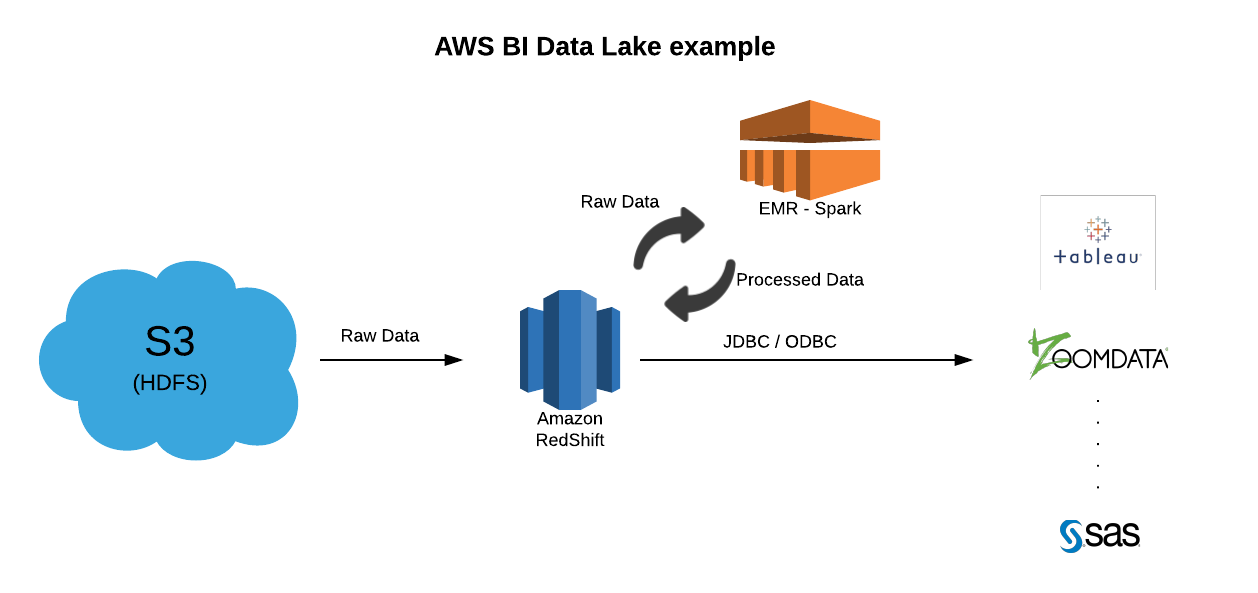 AWS BI Data Lake example
Raw Data
EMR - Spark
tableau
Processed Data
S3
(HDFS)
Raw Data
JDBC / ODBC
ZOOMDATA
Amazon
RedShift
sas